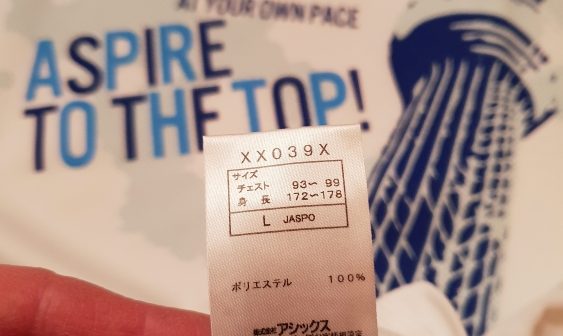 AT YOUR OWN PACE
ASPIRE
TO THE TOP!
XX039X
サイズ
チェスト 93〜 99
身 長 172〜178
L JASPO
ポリエステル 100%
株式会社アシックス